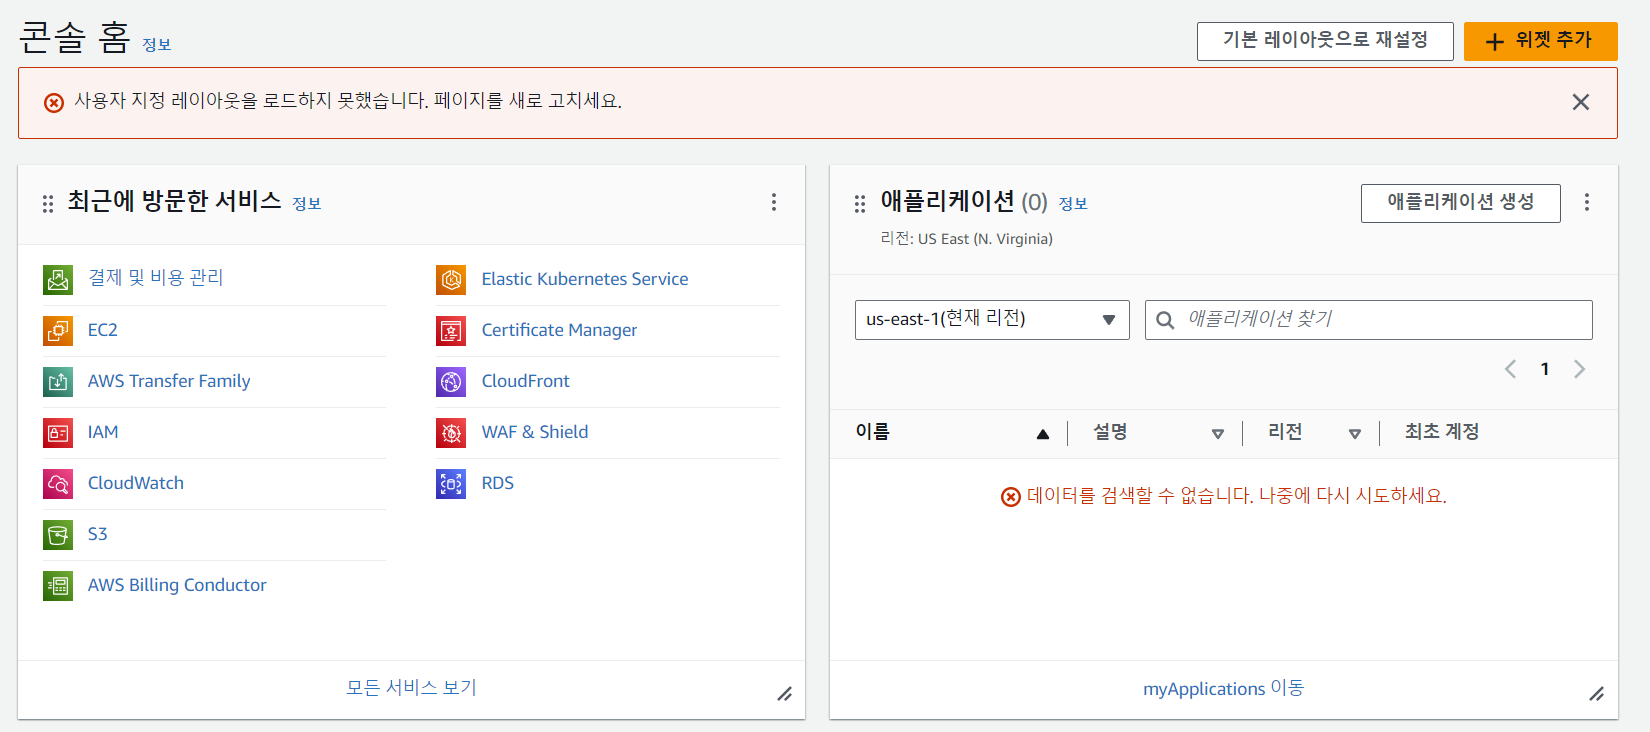 콘솔 홈 정보
기본 레이아웃으로 재설정
위젯 추가
사용자 지정 레이아웃을 로드하지 못했습니다. 페이지를 새로 고치세요.
최근에 방문한 서비스 정보
결제 및 비용 관리
EC2
AWS Transfer Family
IAM
CloudWatch
S3
AWS Billing Conductor
Elastic Kubernetes Service
Certificate Manager
CloudFront
WAF & Shield
RDS
모든 서비스 보기
애플리케이션 (0) 정보
애플리케이션 생성
리전: US East (N. Virginia)
us-east-1(현재 리전)
애플리케이션 찾기
1
이름 설명 리전 최초 계정
데이터를 검색할 수 없습니다. 나중에 다시 시도하세요.
myApplications 이동